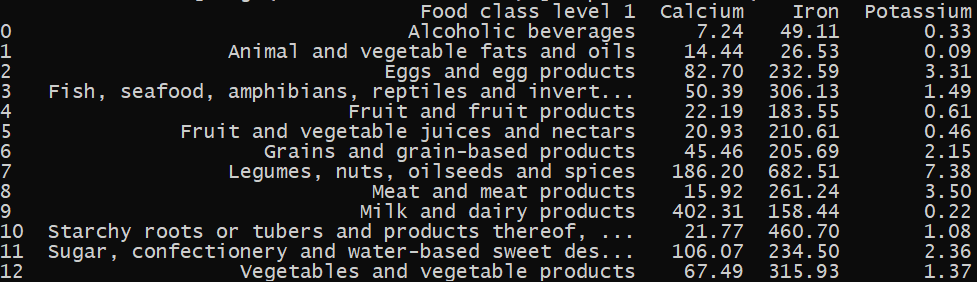 Food class level 1 Calcium Iron Potassium
0 Alcoholic beverages 7.24 49.11 0.33
1 Animal and vegetable fats and oils 14.44 26.53 0.09
2 Eggs and egg products 82.70 232.59 3.31
3 Fish, seafood, amphibians, reptiles and invert... 50.39 306.13 1.49
4 Fruit and fruit products 22.19 183.55 0.61
5 Fruit and vegetable juices and nectars 20.93 210.61 0.46
6 Grains and grain-based products 45.46 205.69 2.15
7 Legumes, nuts, oilseeds and spices 186.20 682.51 7.38
8 Meat and meat products 15.92 261.24 3.50
9 Milk and dairy products 402.31 158.44 0.22
10 Starchy roots or tubers and products thereof, ... 21.77 460.70 1.08
11 Sugar, confectionery and water-based sweet des... 106.07 234.50 2.36
12 Vegetables and vegetable products 67.49 315.93 1.37